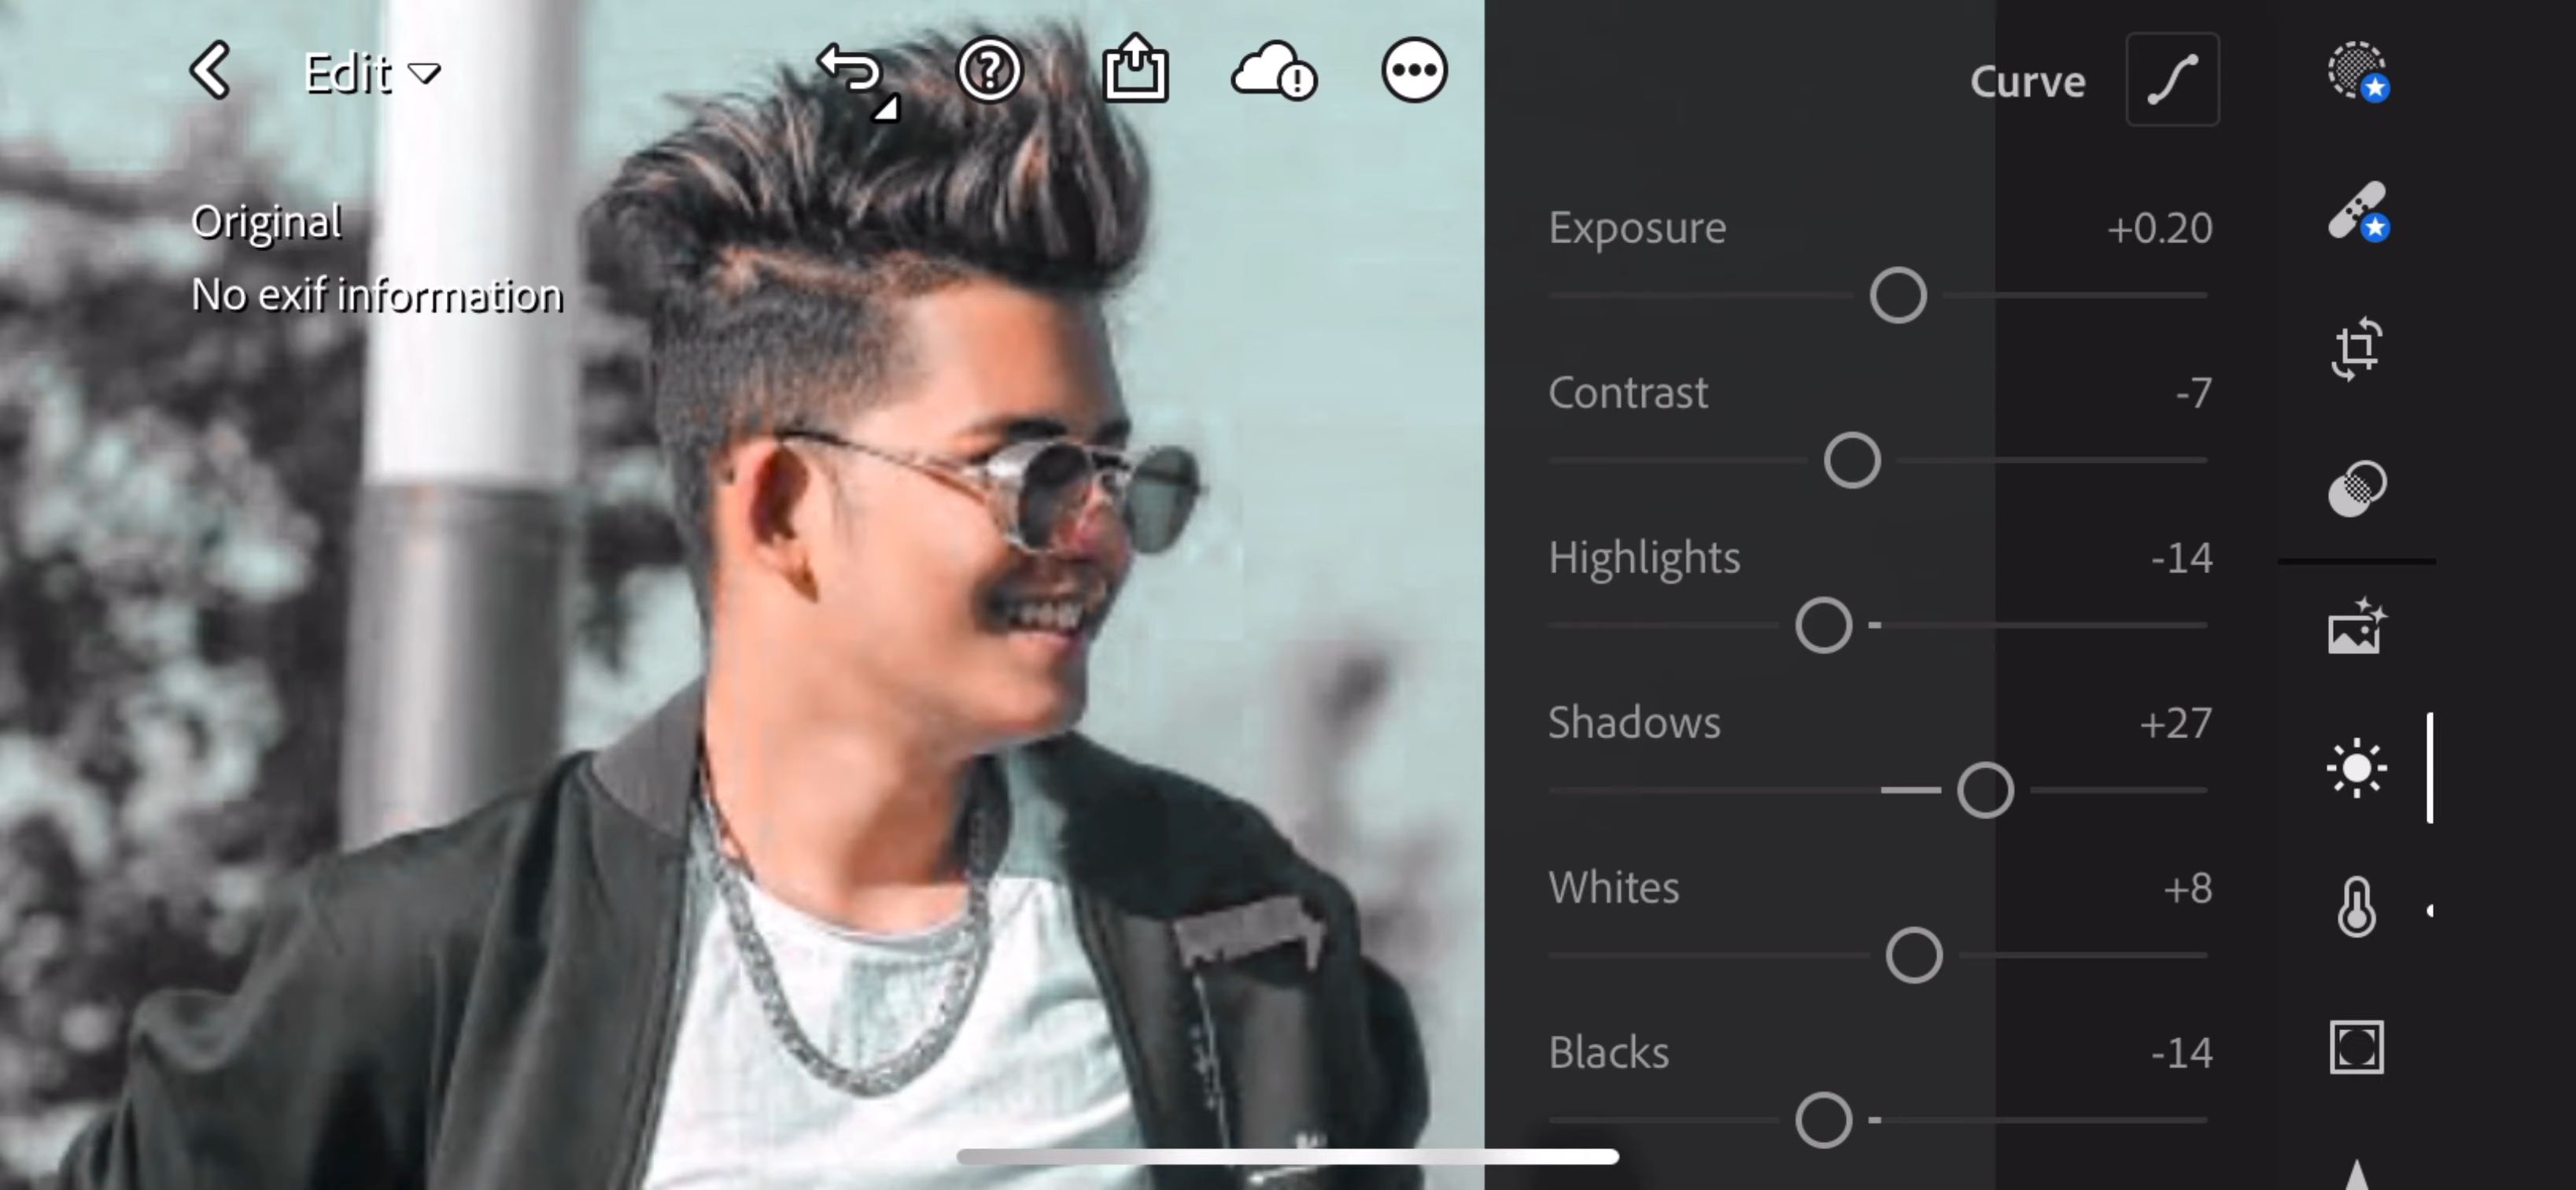 Edit
Original
No exif information
Curve
Exposure +0.20
Contrast -7
Highlights -14
Shadows +27
Whites +8
Blacks -14